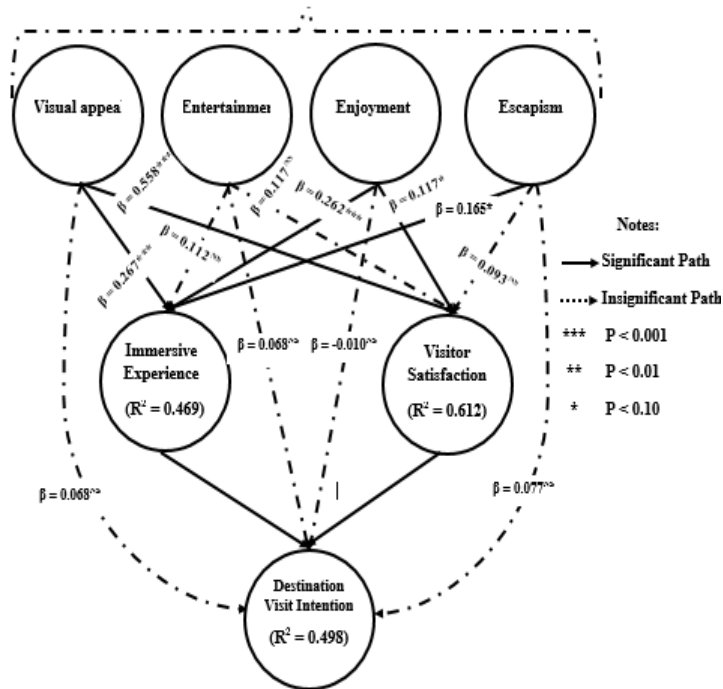 Visual appea
Entertainmer
Enjoyment
Escapism
β = 0.558***
β = 0.117ⁿˢ
β = 0.262***
β = 0.117*
β = 0.165*
β = 0.267***
β = 0.112ⁿˢ
β = 0.093ⁿˢ
Notes:
Significant Path
Insignificant Path
*** P < 0.001
** P < 0.01
* P < 0.10
Immersive
Experience
(R² = 0.469)
β = 0.068ⁿˢ
β = -0.010ⁿˢ
Visitor
Satisfaction
(R² = 0.612)
β = 0.068ⁿˢ
β = 0.077ⁿˢ
Destination
Visit Intention
(R² = 0.498)